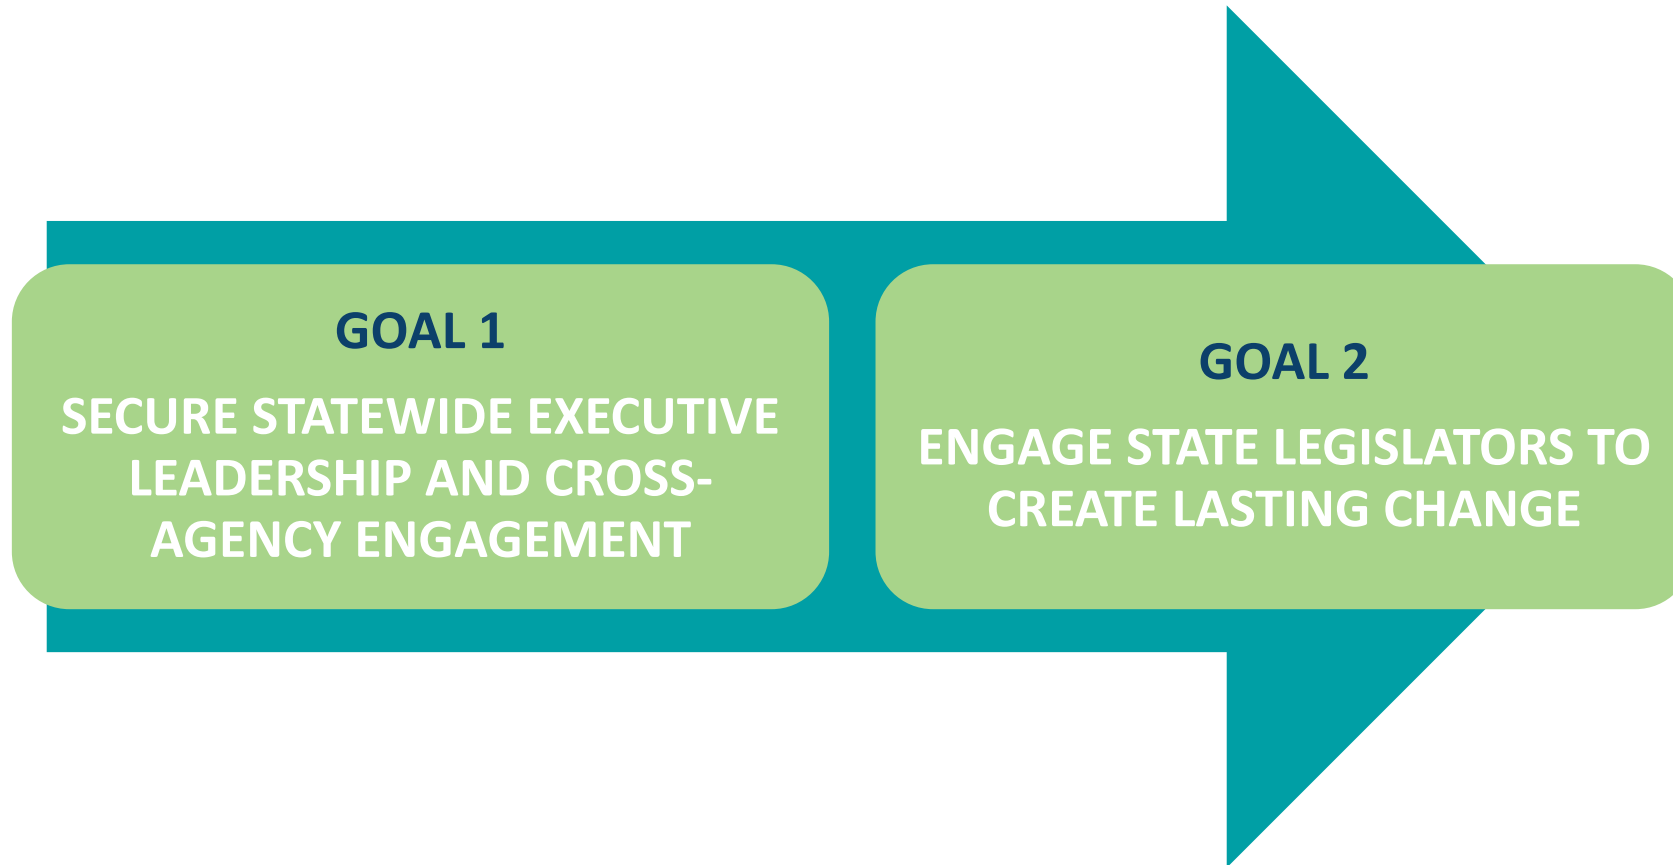 GOAL 1
SECURE STATEWIDE EXECUTIVE
LEADERSHIP AND CROSS-
AGENCY ENGAGEMENT
GOAL 2
ENGAGE STATE LEGISLATORS TO
CREATE LASTING CHANGE